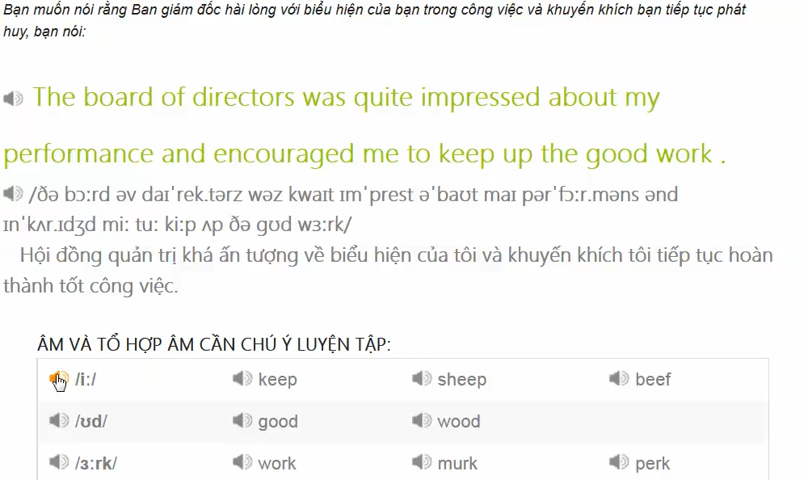 Bạn muốn nói rằng Ban giám đốc hài lòng với biểu hiện của bạn trong công việc và khuyến khích bạn tiếp tục phát
huy, bạn nói:
The board of directors was quite impressed about my
performance and encouraged me to keep up the good work .
/ðə bɔːrd əv daɪˈrek.tərz wəz kwaɪt ɪmˈprest əˈbaʊt maɪ pərˈfɔːr.məns ənd
ɪnˈkʌr.ɪdʒd miː tuː kiːp ʌp ðə ɡʊd wɜːrk/
Hội đồng quản trị khá ấn tượng về biểu hiện của tôi và khuyến khích tôi tiếp tục hoàn
thành tốt công việc.
ÂM VÀ TỔ HỢP ÂM CẦN CHÚ Ý LUYỆN TẬP:
/iː/ keep sheep beef
/ʊd/ good wood
/ɜːrk/ work murk perk